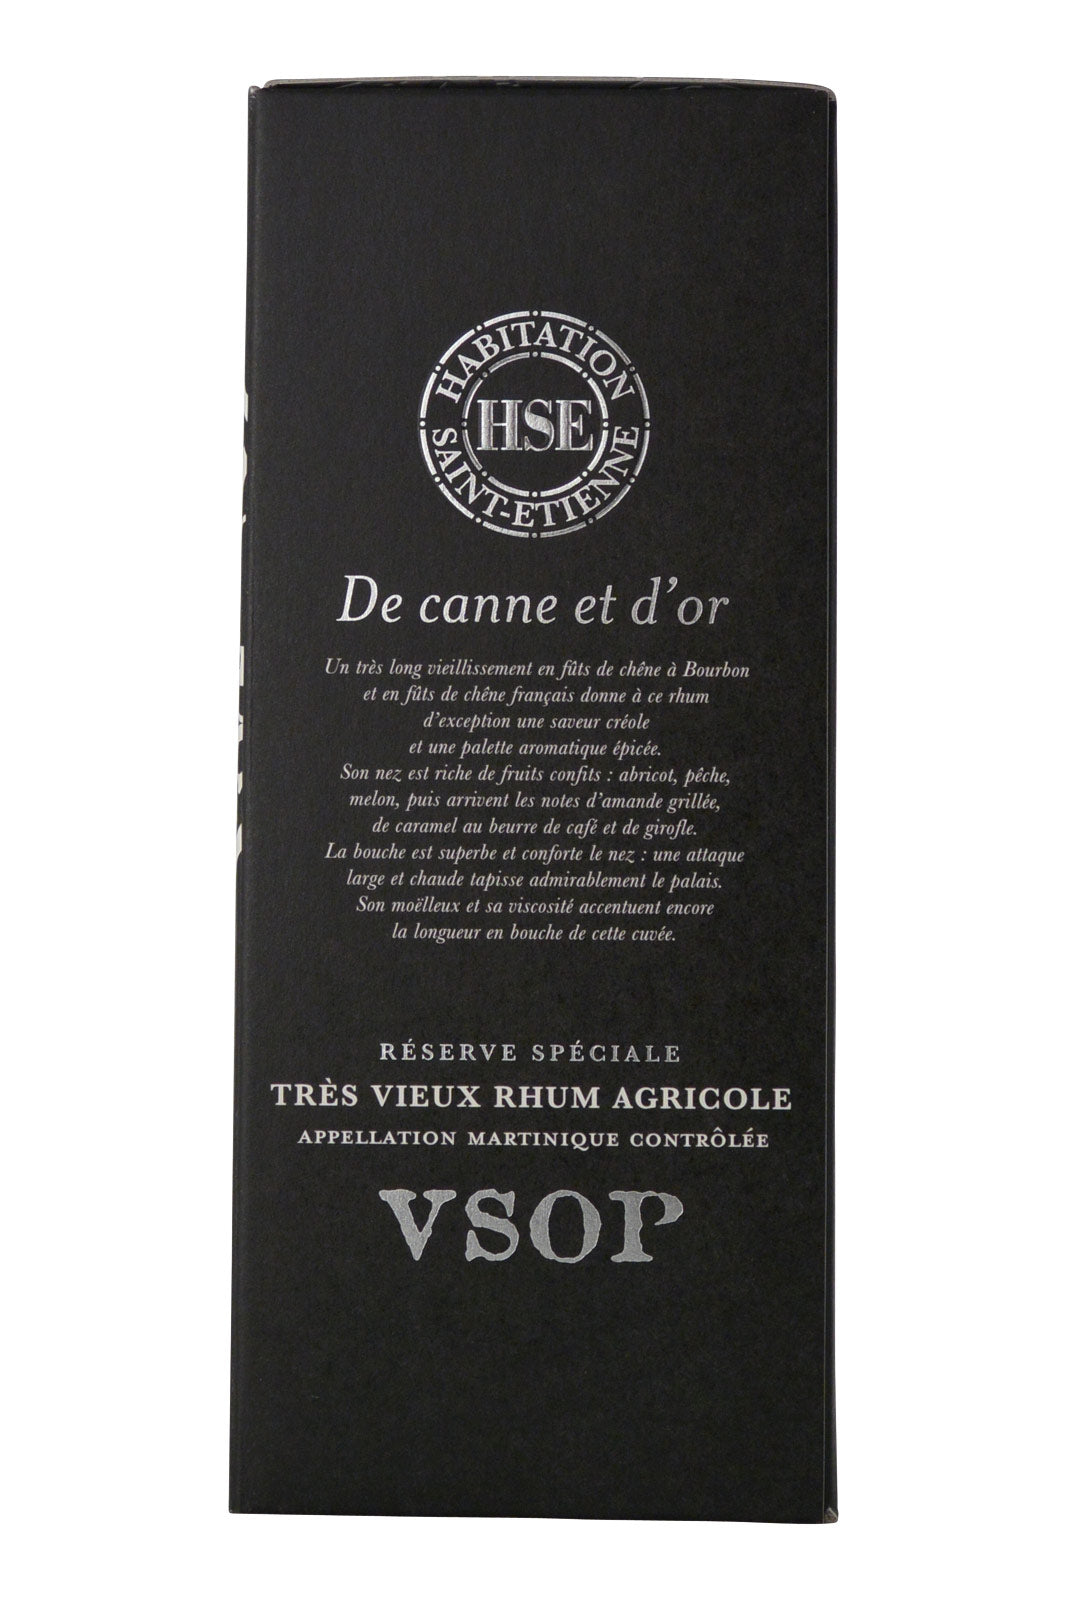 HABITATION
HSE
SAINT-ETIENNE
De canne et d'or
Un très long vieillissement en fûts de chêne à Bourbon
et en fûts de chêne français donne à ce rhum
d'exception une saveur créole
et une palette aromatique épicée.
Son nez est riche de fruits confits : abricot, pêche,
melon, puis arrivent les notes d'amande grillée,
de caramel au beurre de café et de girofle.
La bouche est superbe et conforte le nez : une attaque
large et chaude tapisse admirablement le palais.
Son moëlleux et sa viscosité accentuent encore
la longueur en bouche de cette cuvée.
RÉSERVE SPÉCIALE
TRÈS VIEUX RHUM AGRICOLE
APPELLATION MARTINIQUE CONTRÔLÉE
VSOP